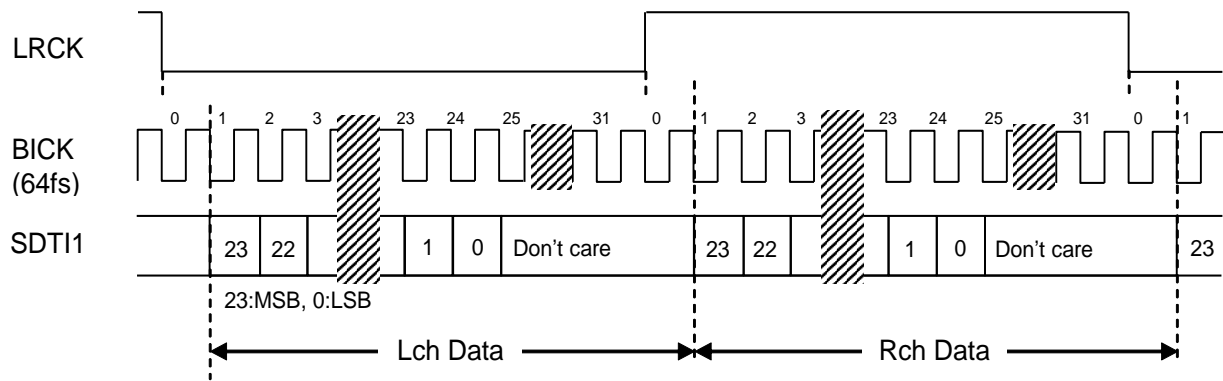 LRCK
0 1 2 3 23 24 25 31 0 1 2 3 23 24 25 31 0 1
BICK
(64fs)
SDTI1
23 22 1 0 Don't care 23 22 1 0 Don't care 23
23:MSB, 0:LSB
Lch Data Rch Data